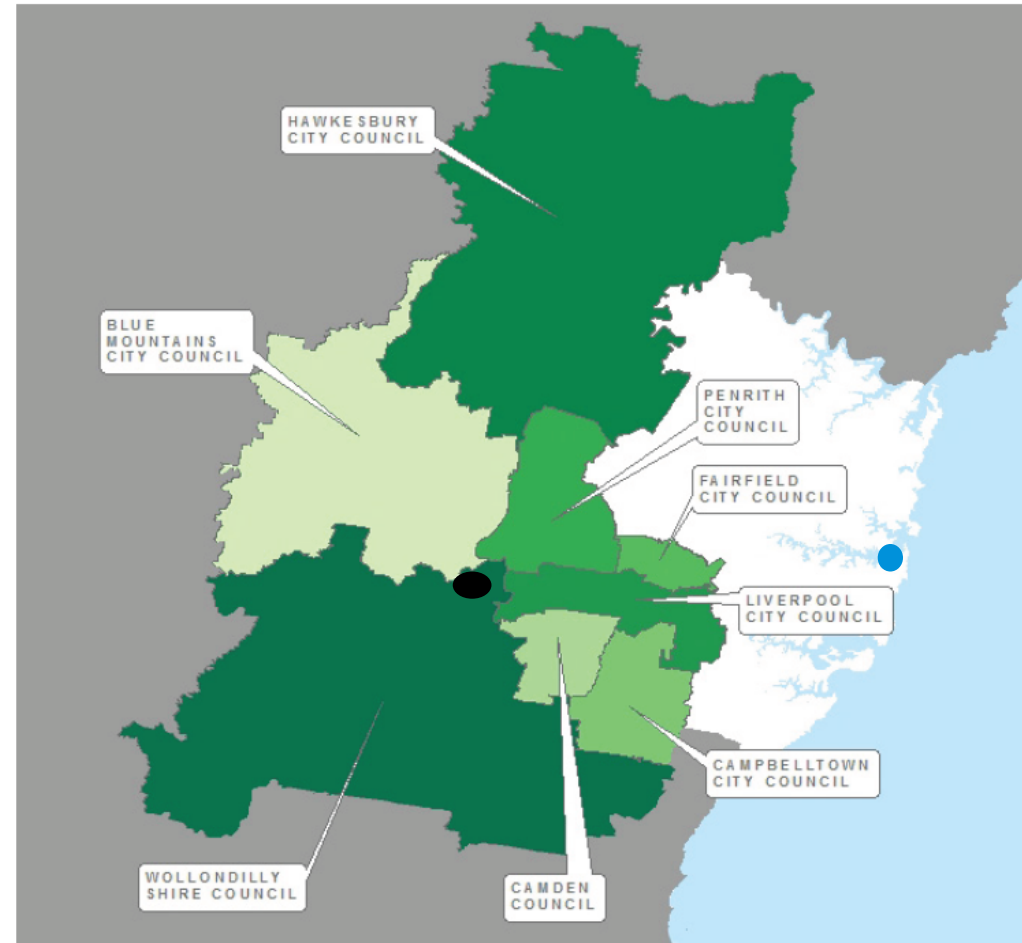 HAWKESBURY
CITY COUNCIL
BLUE
MOUNTAINS
CITY COUNCIL
PENRITH
CITY
COUNCIL
FAIRFIELD
CITY COUNCIL
LIVERPOOL
CITY COUNCIL
CAMPBELLTOWN
CITY COUNCIL
WOLLONDILLY
SHIRE COUNCIL
CAMDEN
COUNCIL